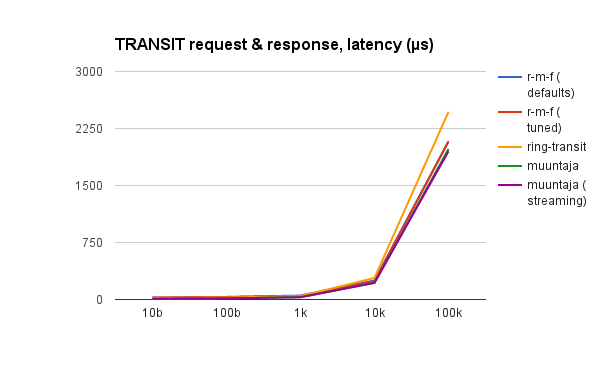 TRANSIT request & response, latency (µs)
3000
2250
1500
750
0
10b
100b
1k
10k
100k
r-m-f (
defaults)
r-m-f (
tuned)
ring-transit
muuntaja
muuntaja (
streaming)